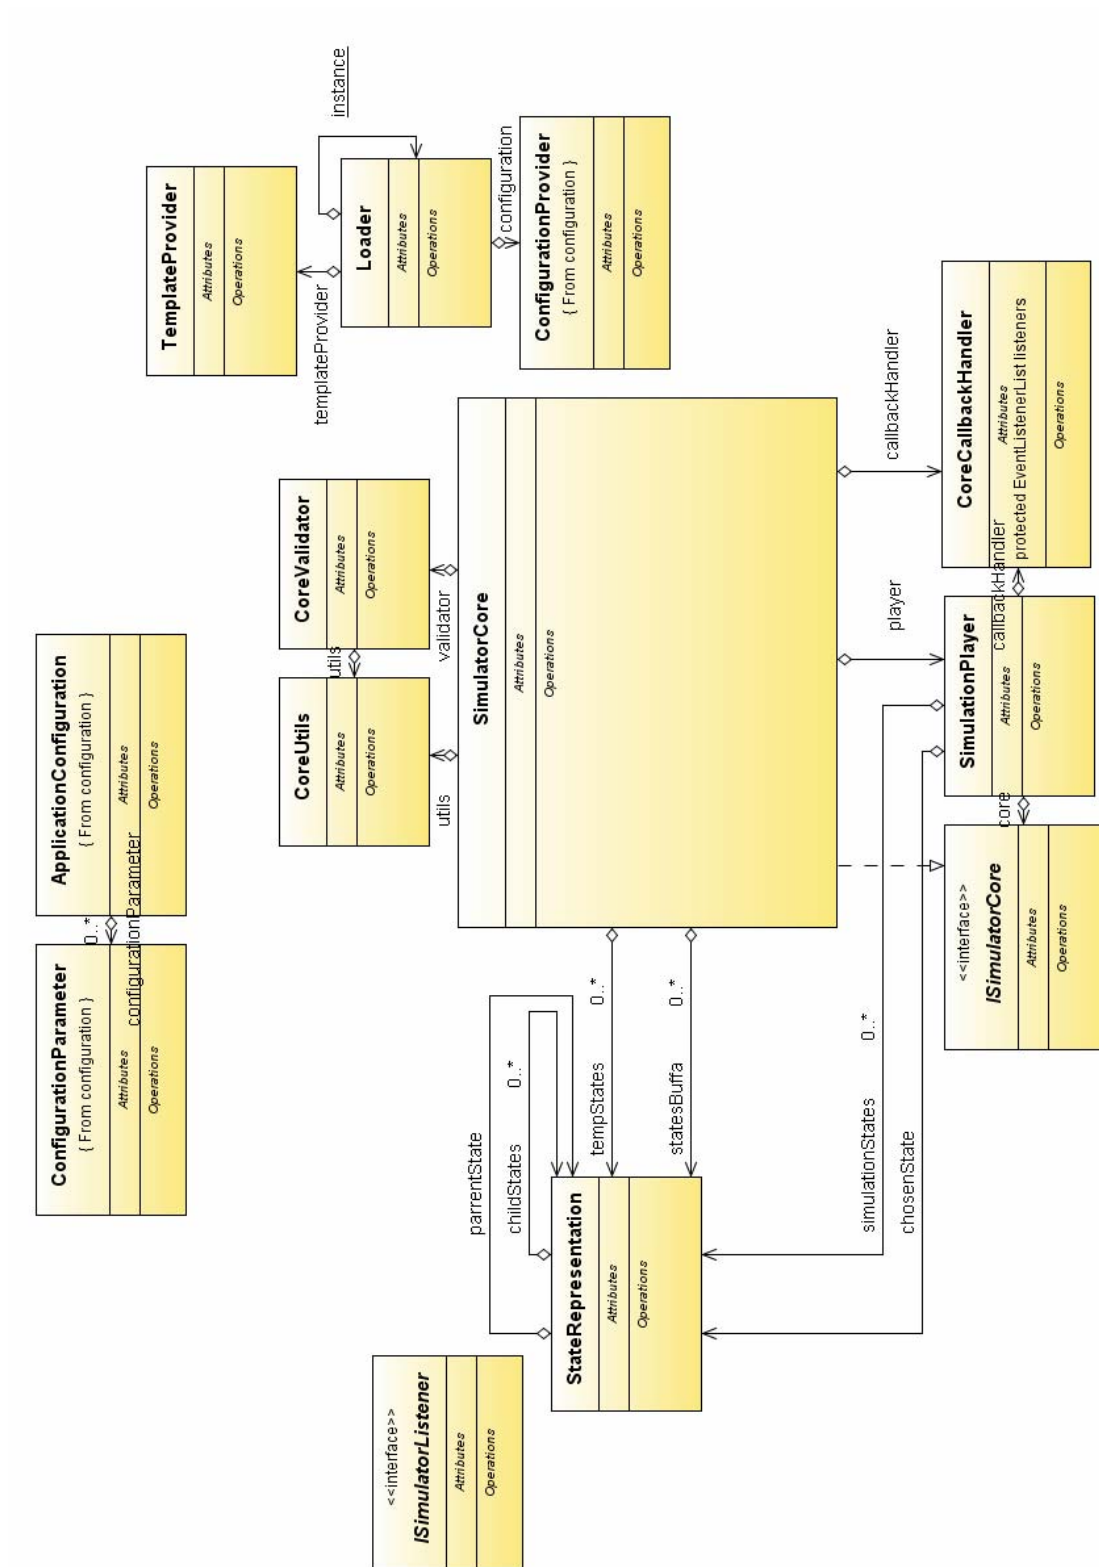 <<interface>>
ISimulatorListener
Attributes
Operations
ConfigurationParameter
{ From configuration }
Attributes
Operations
0..*
configurationParameter
ApplicationConfiguration
{ From configuration }
Attributes
Operations
CoreUtils
Attributes
Operations
utils
CoreValidator
Attributes
Operations
utils
validator
TemplateProvider
Attributes
Operations
templateProvider
Loader
Attributes
Operations
instance
configuration
ConfigurationProvider
{ From configuration }
Attributes
Operations
StateRepresentation
Attributes
Operations
parrentState
childStates
0..*
tempStates
0..*
statesBuffa
0..*
SimulatorCore
Attributes
Operations
simulationStates
0..*
chosenState
player
callbackHandler
<<interface>>
ISimulatorCore
Attributes
Operations
core
SimulationPlayer
Attributes
Operations
callbackHandler
CoreCallbackHandler
Attributes
protected EventListenerList listeners
Operations